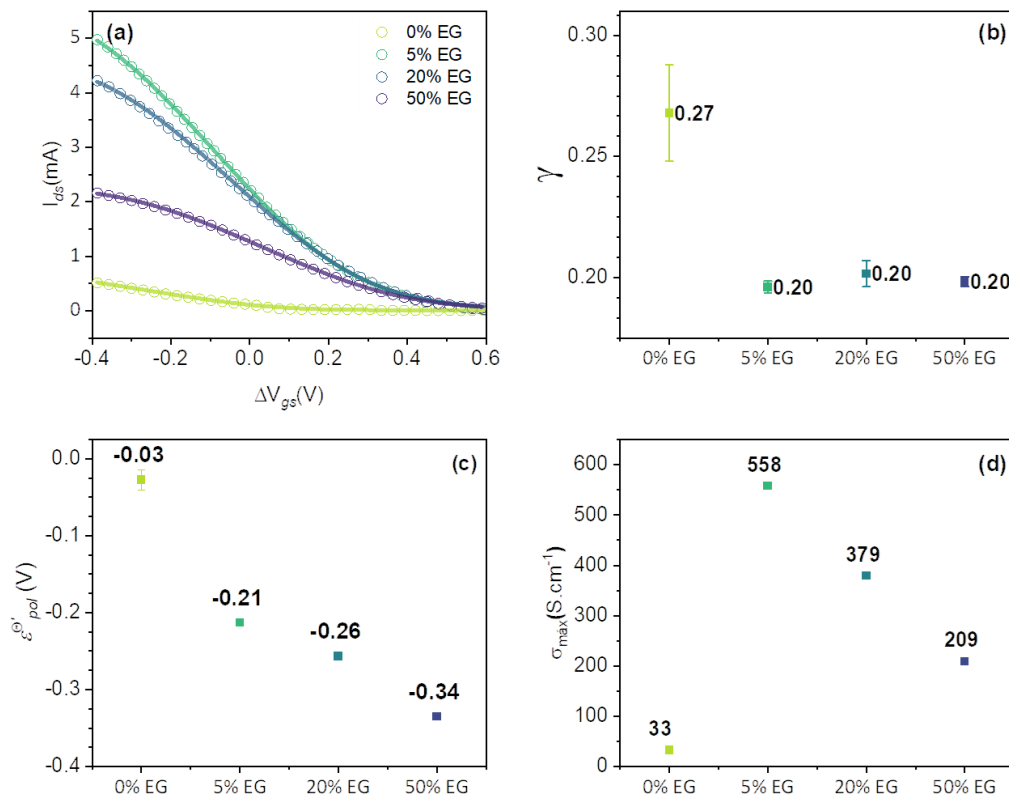 (a)
0% EG
5% EG
20% EG
50% EG
5
4
3
2
1
0
I_ds(mA)
-0.4 -0.2 0.0 0.2 0.4 0.6
ΔV_gs(V)
(b)
0.30
0.25
0.20
γ
0.27
0.20
0.20
0.20
0% EG 5% EG 20% EG 50% EG
(c)
0.0
-0.1
-0.2
-0.3
-0.4
ε^Θ'_pol (V)
-0.03
-0.21
-0.26
-0.34
0% EG 5% EG 20% EG 50% EG
(d)
600
500
400
300
200
100
0
σ_máx(S.cm⁻¹)
33
558
379
209
0% EG 5% EG 20% EG 50% EG